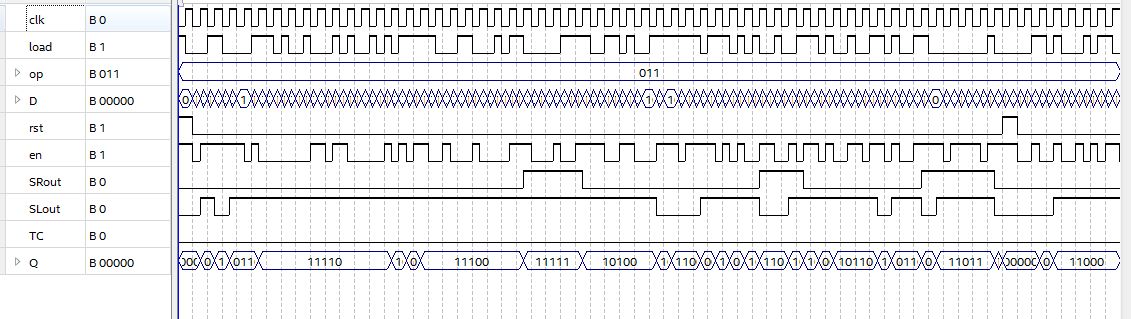 clk B 0
load B 1
op B 011 011
D B 00000 0 1 1 1 0
rst B 1
en B 1
SRout B 0
SLout B 0
TC B 0
Q B 00000 000 0 1 011 11110 1 0 11100 11111 10100 1 110 0 1 0 1 110 1 1 0 10110 1 011 0 11011 00000 0 11000